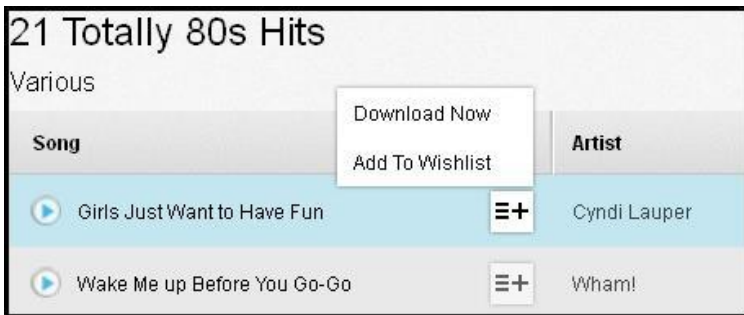 21 Totally 80s Hits
Various
Download Now
Add To Wishlist
Song Artist
Girls Just Want to Have Fun Cyndi Lauper
Wake Me up Before You Go-Go Wham!